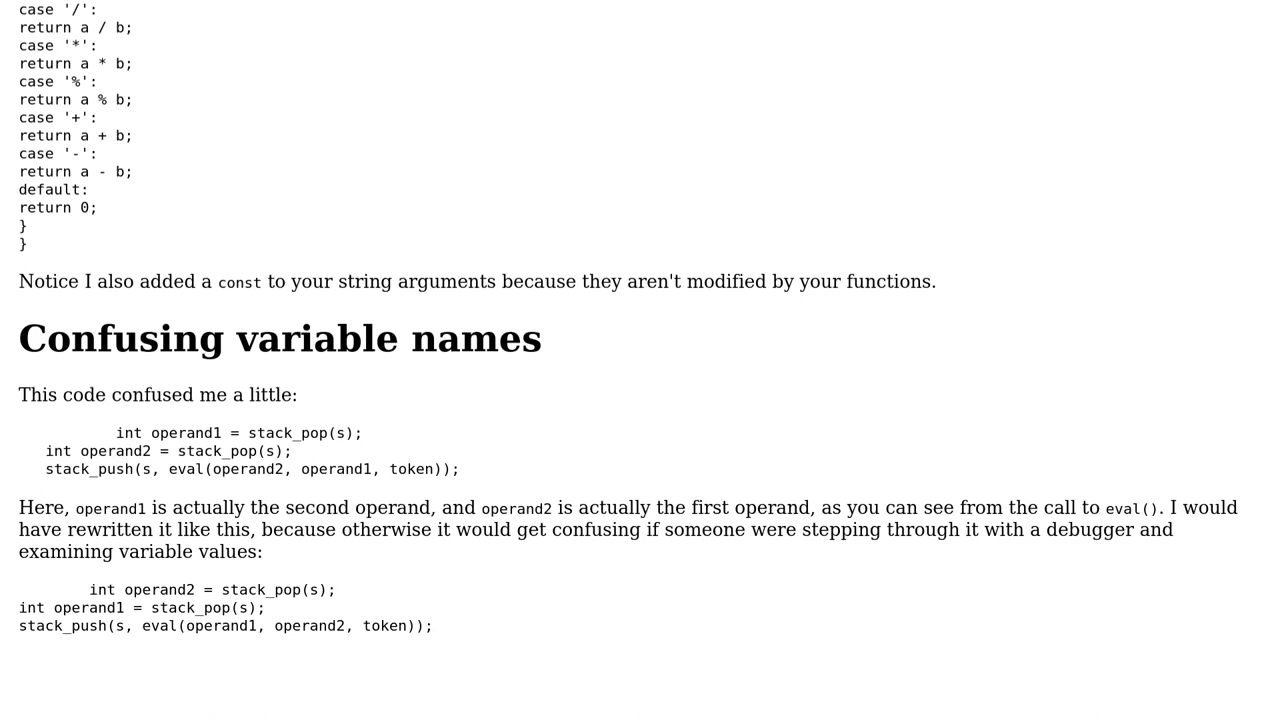 case '/':
return a / b;
case '*':
return a * b;
case '%':
return a % b;
case '+':
return a + b;
case '-':
return a - b;
default:
return 0;
}
}
Notice I also added a const to your string arguments because they aren't modified by your functions.
Confusing variable names
This code confused me a little:
int operand1 = stack_pop(s);
int operand2 = stack_pop(s);
stack_push(s, eval(operand2, operand1, token));
Here, operand1 is actually the second operand, and operand2 is actually the first operand, as you can see from the call to eval(). I would
have rewritten it like this, because otherwise it would get confusing if someone were stepping through it with a debugger and
examining variable values:
int operand2 = stack_pop(s);
int operand1 = stack_pop(s);
stack_push(s, eval(operand1, operand2, token));